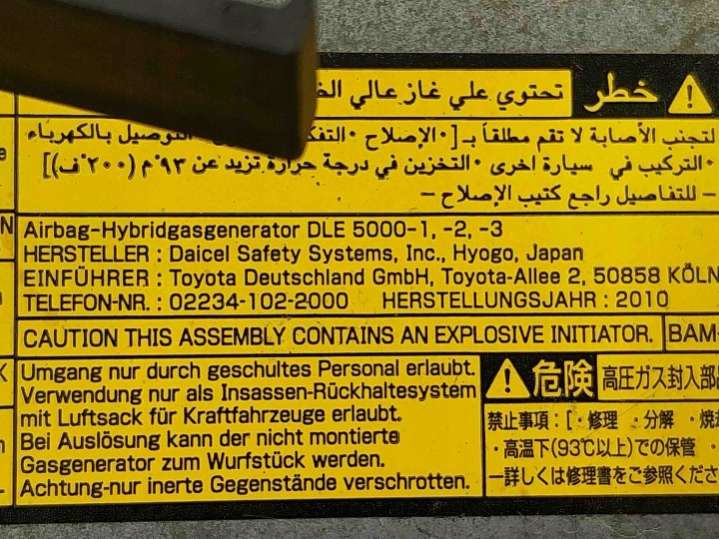 خطر
تحتوي علي غاز عالي
لتجنب الأصابة لا تقم مطلقاً بـ[ ・الإصلاح ・التوصيل بالكهرباء
・التركيب في سيارة اخرى ・التخزين في درجة حرارة تزيد عن ٩٣°م (٢٠٠°ف)]
– للتفاصيل راجع كتيب الإصلاح –
Airbag-Hybridgasgenerator DLE 5000-1, -2, -3
HERSTELLER : Daicel Safety Systems, Inc., Hyogo, Japan
EINFÜHRER : Toyota Deutschland GmbH, Toyota-Allee 2, 50858 KÖLN
TELEFON-NR. : 02234-102-2000 HERSTELLUNGSJAHR : 2010
CAUTION THIS ASSEMBLY CONTAINS AN EXPLOSIVE INITIATOR. BAM-
Umgang nur durch geschultes Personal erlaubt.
Verwendung nur als Insassen-Rückhaltesystem
mit Luftsack für Kraftfahrzeuge erlaubt.
Bei Auslösung kann der nicht montierte
Gasgenerator zum Wurfstück werden.
Achtung-nur inerte Gegenstände verschrotten.
危険 高圧ガス封入部
禁止事項：[ ・修理 ・分解 ・焼
・高温下(93℃以上)での保管 ・
ー詳しくは修理書をご参照くださ